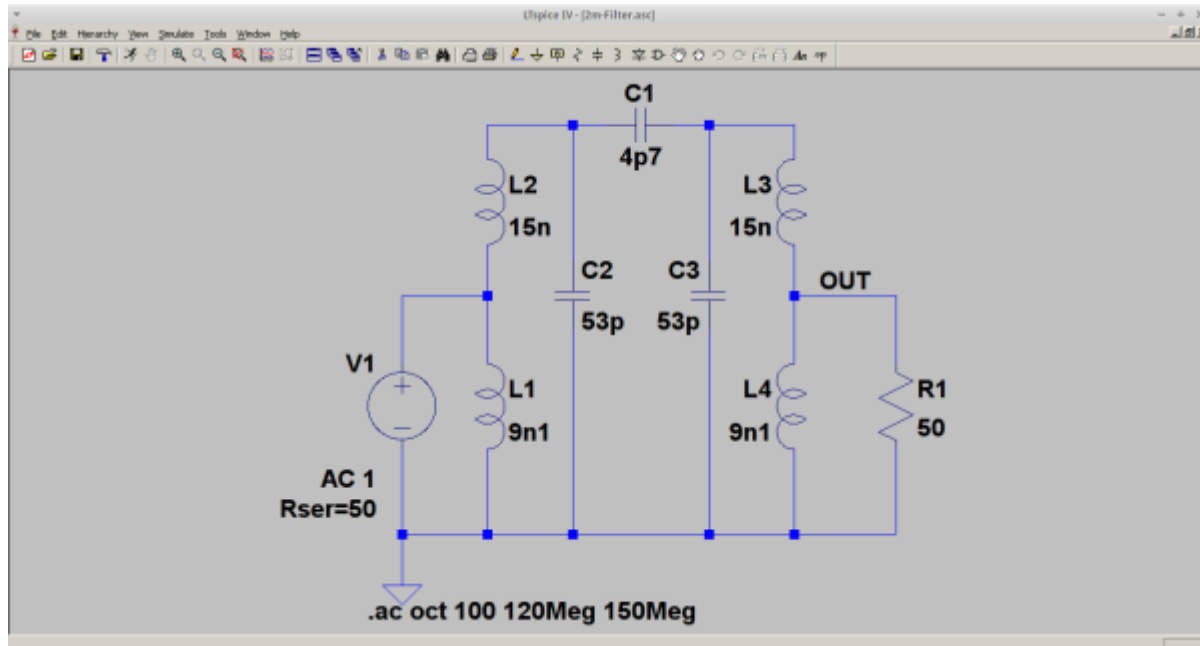 LTspice IV - [2m-Filter.asc]
File Edit Hierarchy View Simulate Tools Window Help
C1
4p7
L2
15n
L3
15n
C2
53p
C3
53p
OUT
V1
AC 1
Rser=50
L1
9n1
L4
9n1
R1
50
.ac oct 100 120Meg 150Meg